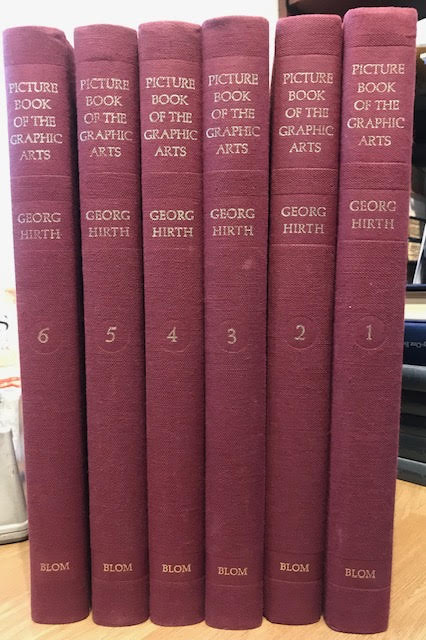 PICTURE
BOOK
OF THE
GRAPHIC
ARTS
GEORG
HIRTH
6
BLOM
PICTURE
BOOK
OF THE
GRAPHIC
ARTS
GEORG
HIRTH
5
BLOM
PICTURE
BOOK
OF THE
GRAPHIC
ARTS
GEORG
HIRTH
4
BLOM
PICTURE
BOOK
OF THE
GRAPHIC
ARTS
GEORG
HIRTH
3
BLOM
PICTURE
BOOK
OF THE
GRAPHIC
ARTS
GEORG
HIRTH
2
BLOM
PICTURE
BOOK
OF THE
GRAPHIC
ARTS
GEORG
HIRTH
1
BLOM